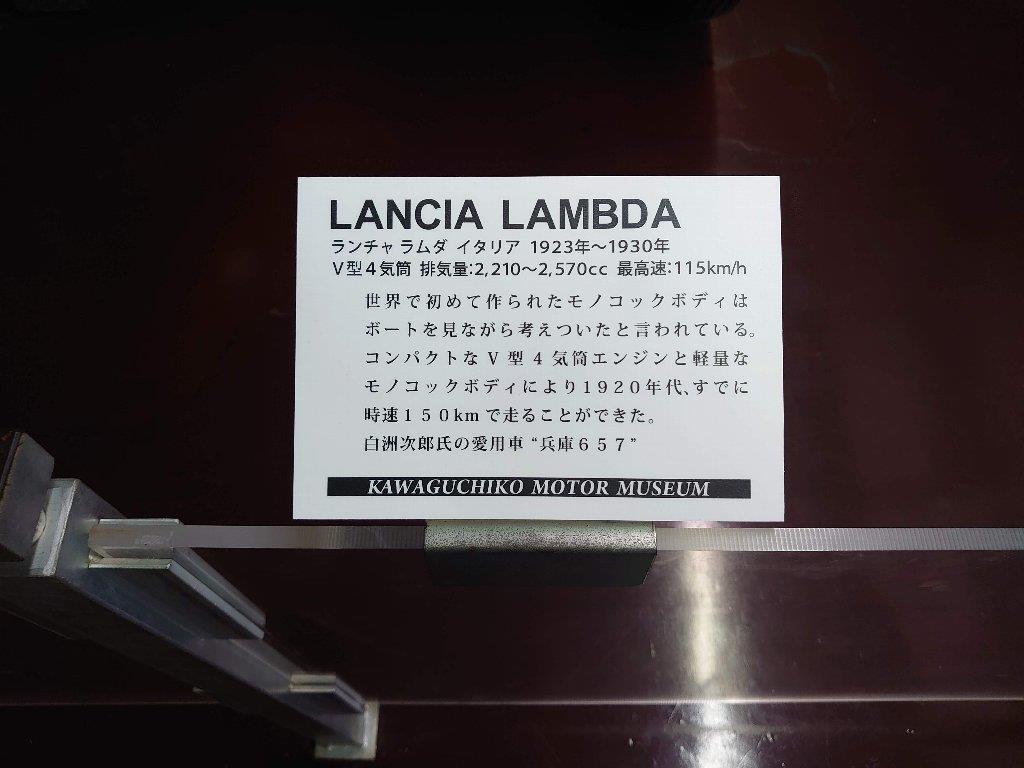 LANCIA LAMBDA
ランチャ ラムダ イタリア 1923年～1930年
V型4気筒 排気量:2,210～2,570cc 最高速:115km/h
世界で初めて作られたモノコックボディは
ボートを見ながら考えついたと言われている。
コンパクトなV型4気筒エンジンと軽量な
モノコックボディにより1920年代、すでに
時速150kmで走ることができた。
白洲次郎氏の愛用車“兵庫657”
KAWAGUCHIKO MOTOR MUSEUM